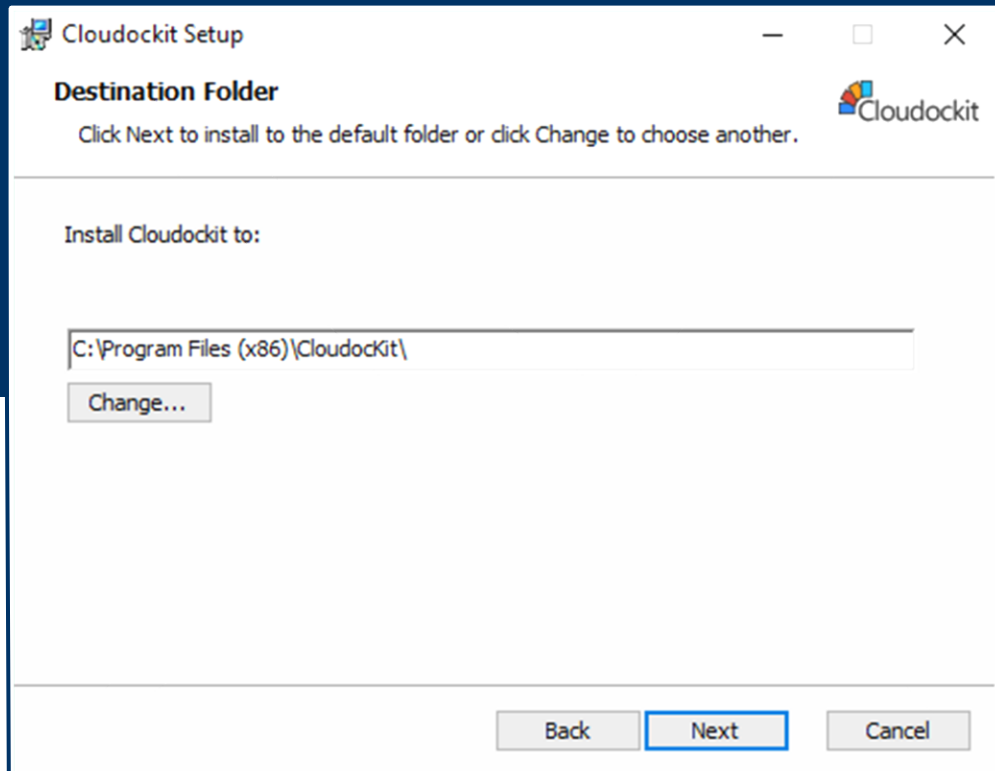 Cloudockit Setup
Destination Folder
Cloudockit
Click Next to install to the default folder or click Change to choose another.
Install Cloudockit to:
C:\Program Files (x86)\CloudocKit\
Change...
Back Next Cancel